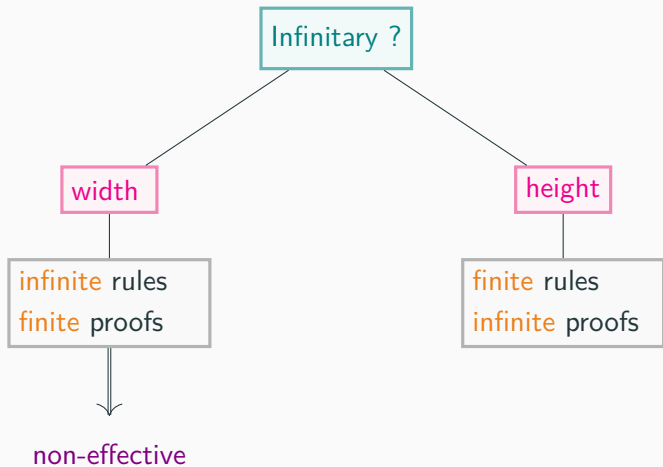 Infinitary ?
width
height
infinite rules
finite proofs
finite rules
infinite proofs
non-effective